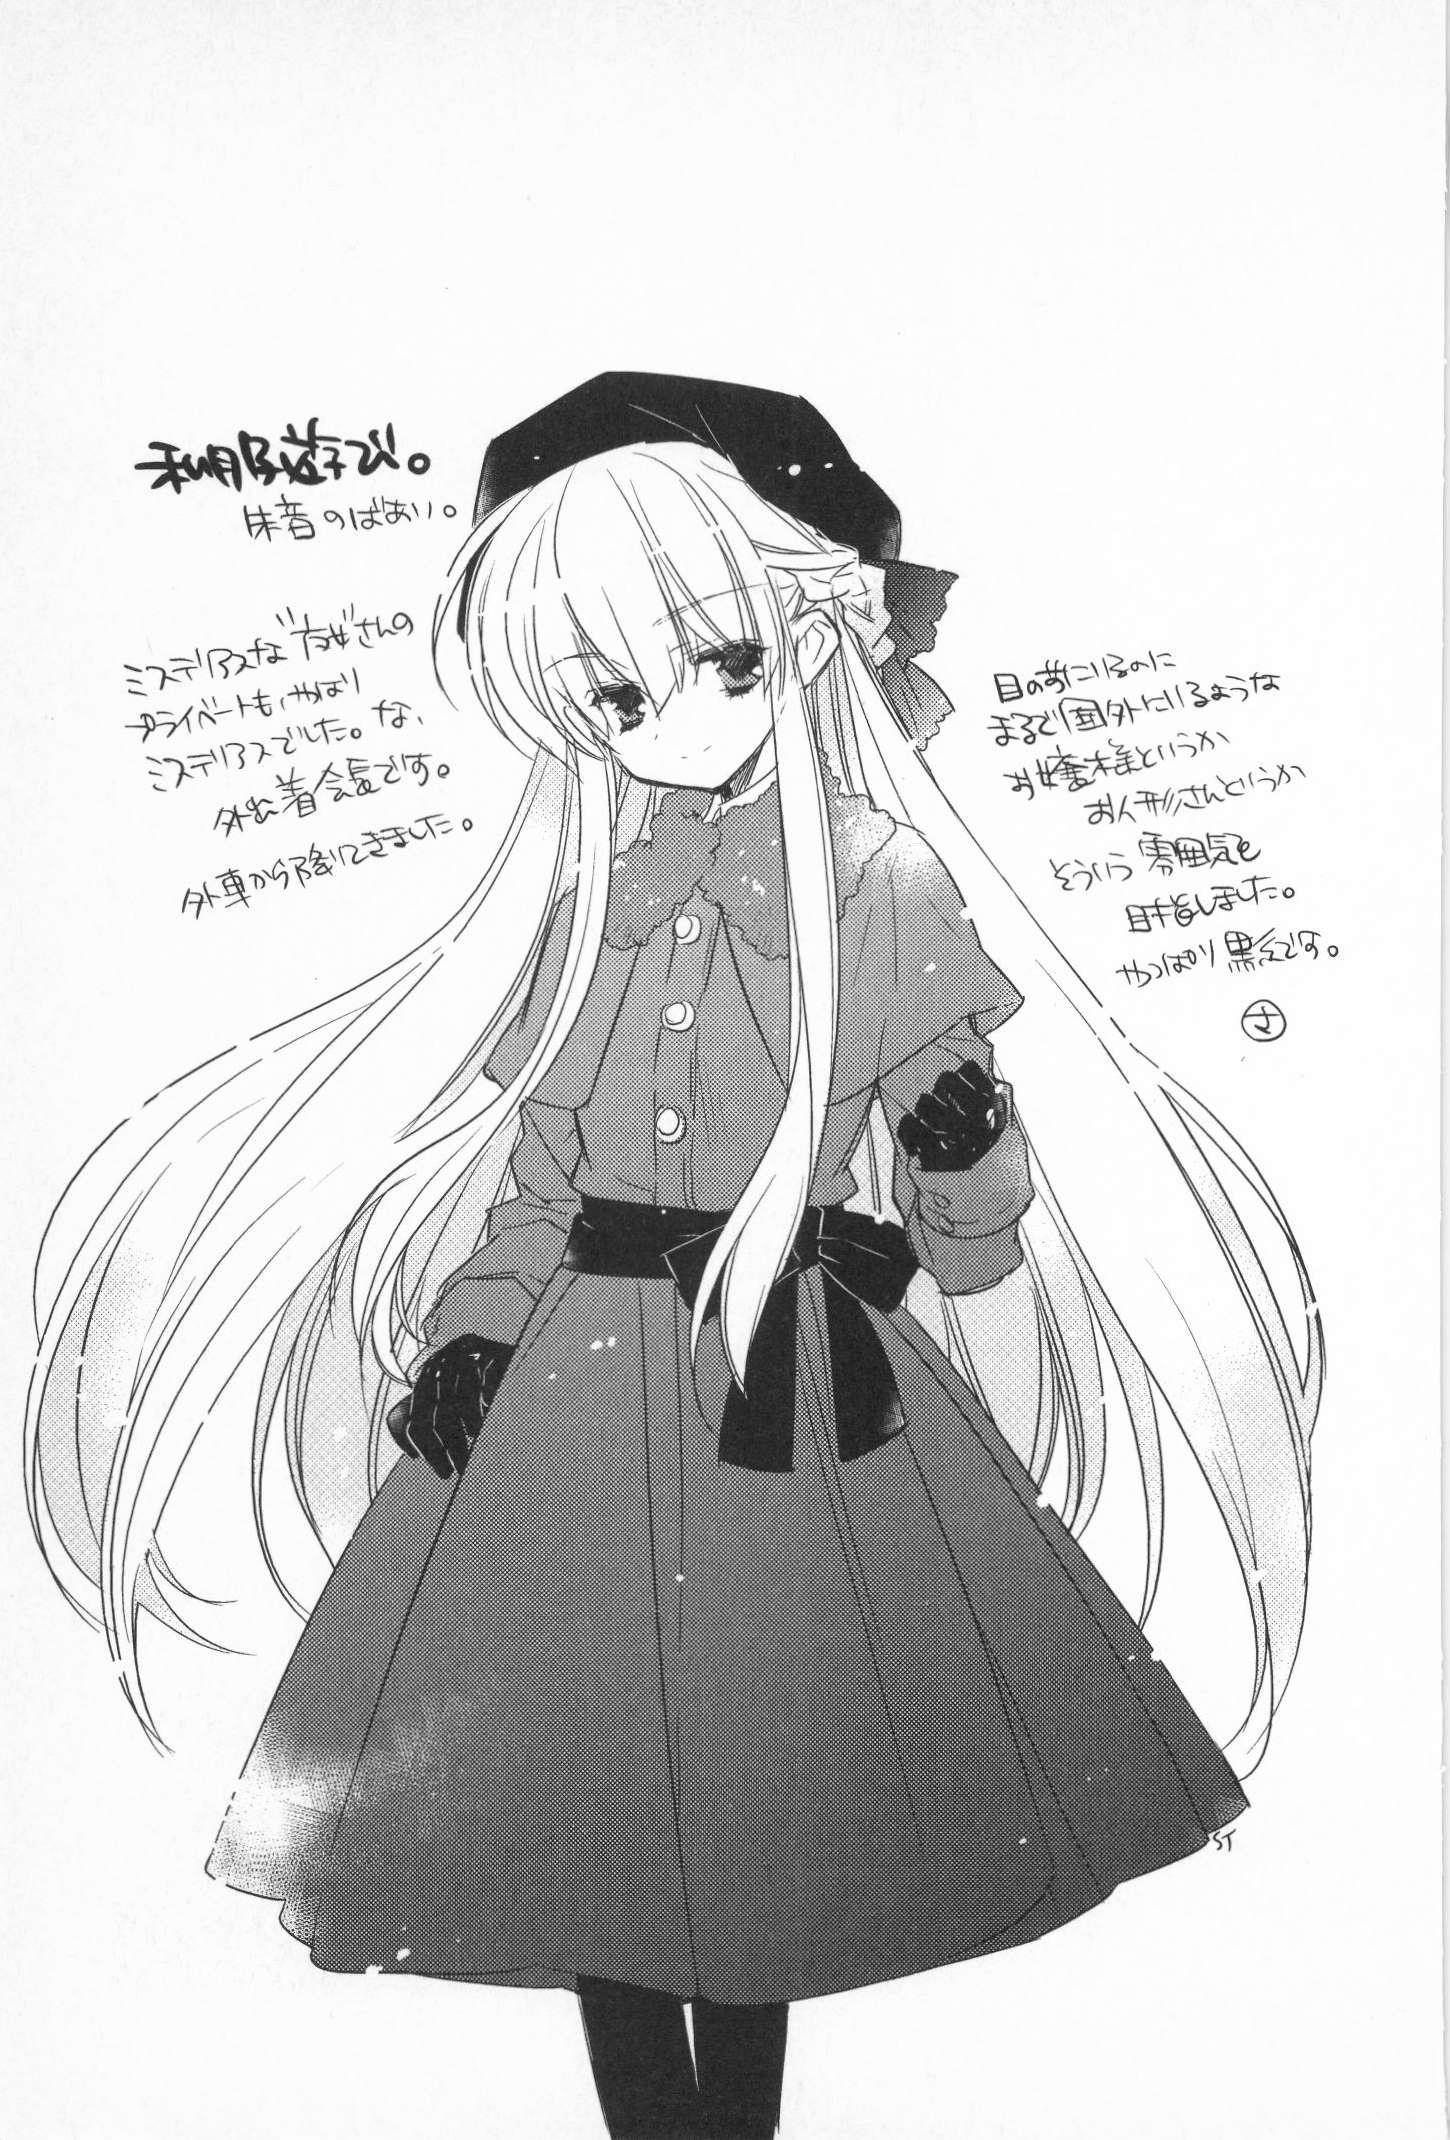 私服遊び。
朱音のばあい。
ミステリアスな"方女"さんの
プライベートも、やはり
ミステリアスでした。な、
外出着会長です。
外車から降りてきました。
目の前にいるのに
まるで国外にいるような
お嬢様というか
お人形さんというか
そういう雰囲気を
目指しました。
やっぱり黒糸です。
さ
ST